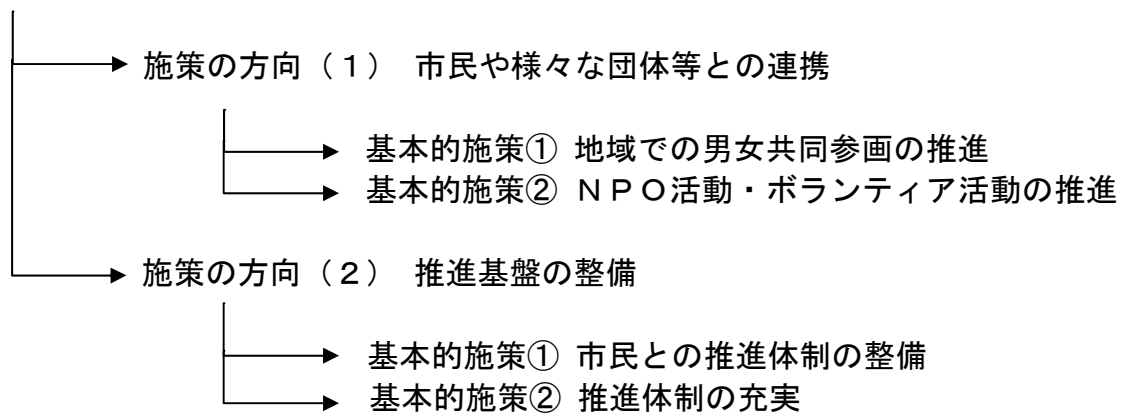 施策の方向（１） 市民や様々な団体等との連携
基本的施策① 地域での男女共同参画の推進
基本的施策② ＮＰＯ活動・ボランティア活動の推進
施策の方向（２） 推進基盤の整備
基本的施策① 市民との推進体制の整備
基本的施策② 推進体制の充実